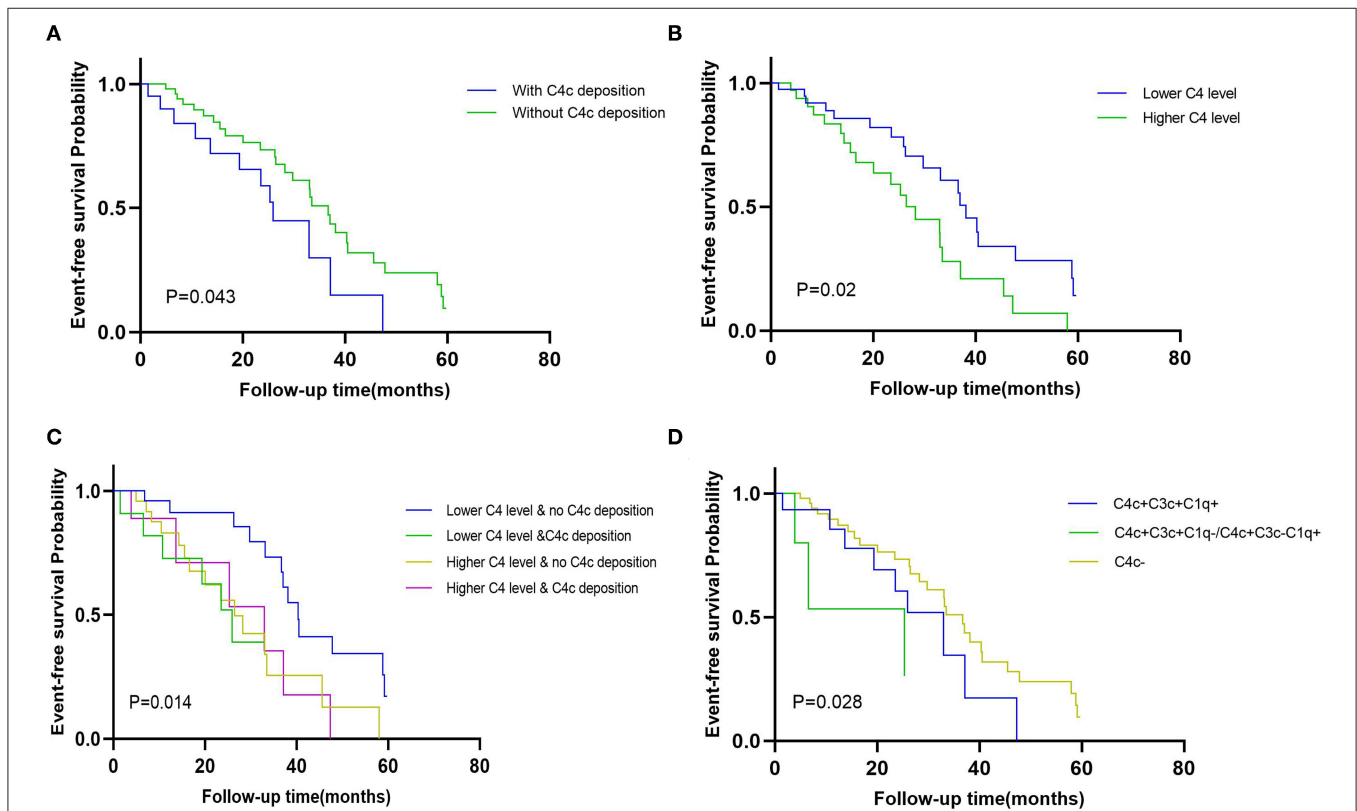 A
Event-free survival Probability
1.0
0.5
0.0
With C4c deposition
Without C4c deposition
P=0.043
0 20 40 60 80
Follow-up time(months)
B
Event-free survival Probability
1.0
0.5
0.0
Lower C4 level
Higher C4 level
P=0.02
0 20 40 60 80
Follow-up time(months)
C
Event-free survival Probability
1.0
0.5
0.0
Lower C4 level & no C4c deposition
Lower C4 level &C4c deposition
Higher C4 level & no C4c deposition
Higher C4 level & C4c deposition
P=0.014
0 20 40 60 80
Follow-up time(months)
D
Event-free survival Probability
1.0
0.5
0.0
C4c+C3c+C1q+
C4c+C3c+C1q-/C4c+C3c-C1q+
C4c-
P=0.028
0 20 40 60 80
Follow-up time(months)